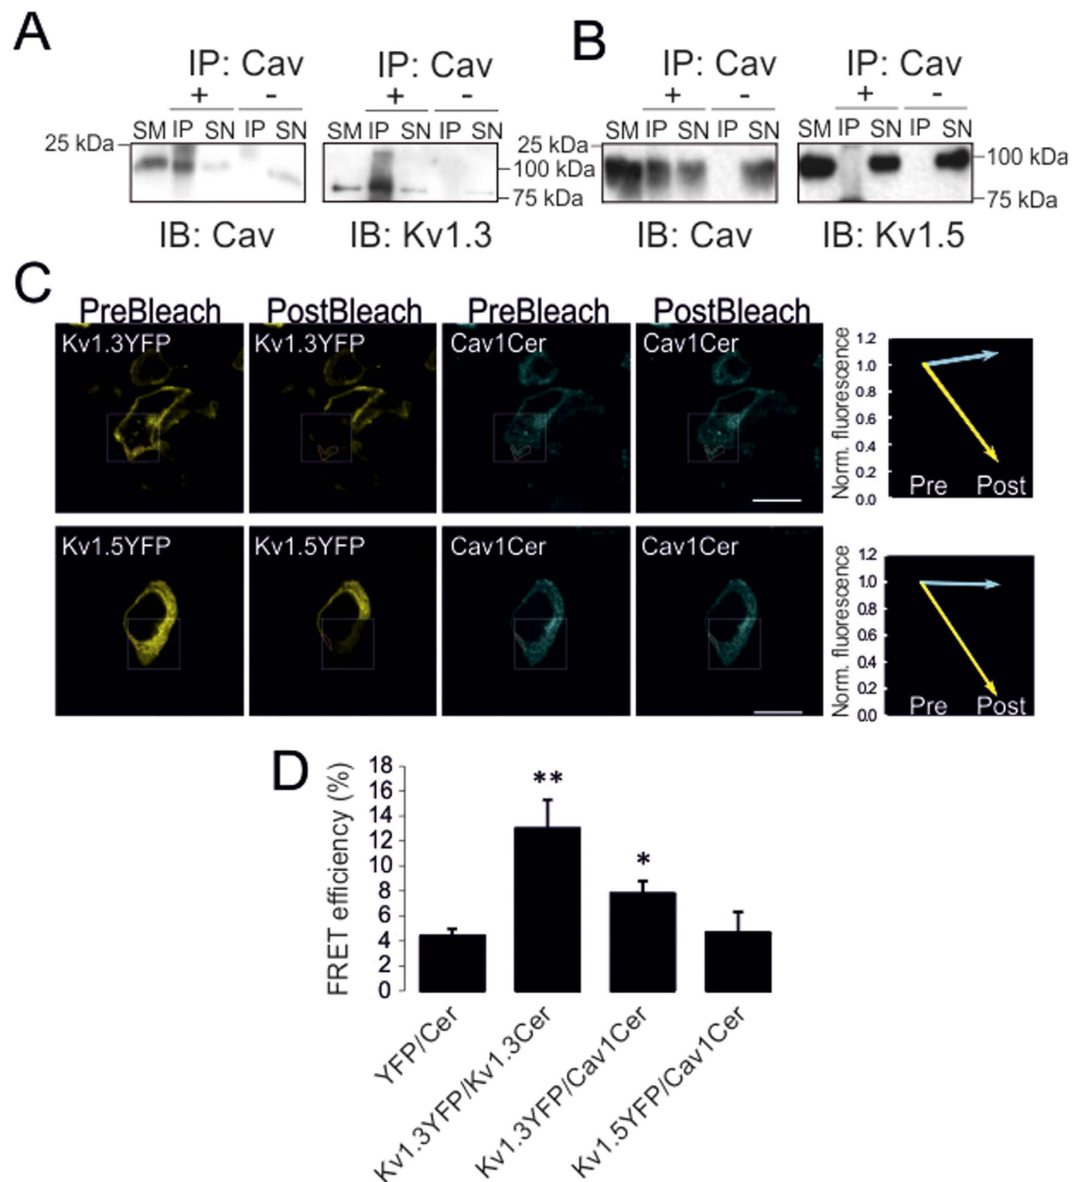 A
IP: Cav
IP: Cav
+
-
+
-
SM IP SN IP SN
SM IP SN IP SN
25 kDa
100 kDa
75 kDa
IB: Cav
IB: Kv1.3
B
IP: Cav
IP: Cav
+
-
+
-
SM IP SN IP SN
SM IP SN IP SN
25 kDa
100 kDa
75 kDa
IB: Cav
IB: Kv1.5
C
PreBleach
PostBleach
PreBleach
PostBleach
Kv1.3YFP
Kv1.3YFP
Cav1Cer
Cav1Cer
Norm. fluorescence
1.2
1.0
0.8
0.6
0.4
0.2
0.0
Pre
Post
Kv1.5YFP
Kv1.5YFP
Cav1Cer
Cav1Cer
Norm. fluorescence
1.2
1.0
0.8
0.6
0.4
0.2
0.0
Pre
Post
D
FRET efficiency (%)
18
16
14
12
10
8
6
4
2
0
**
*
YFP/Cer
Kv1.3YFP/Kv1.3Cer
Kv1.3YFP/Cav1Cer
Kv1.5YFP/Cav1Cer